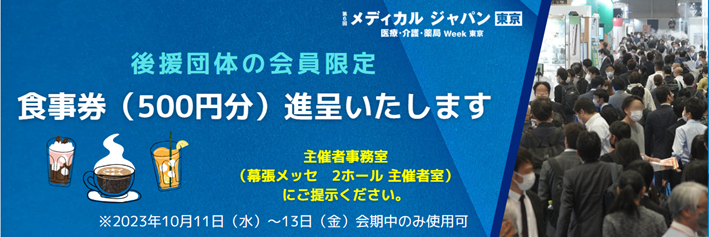 第6回 メディカル ジャパン 東京
医療・介護・薬局 Week 東京
後援団体の会員限定
食事券（500円分）進呈いたします
主催者事務室
（幕張メッセ　2ホール 主催者室）
にご提示ください。
※2023年10月11日（水）～13日（金）会期中のみ使用可